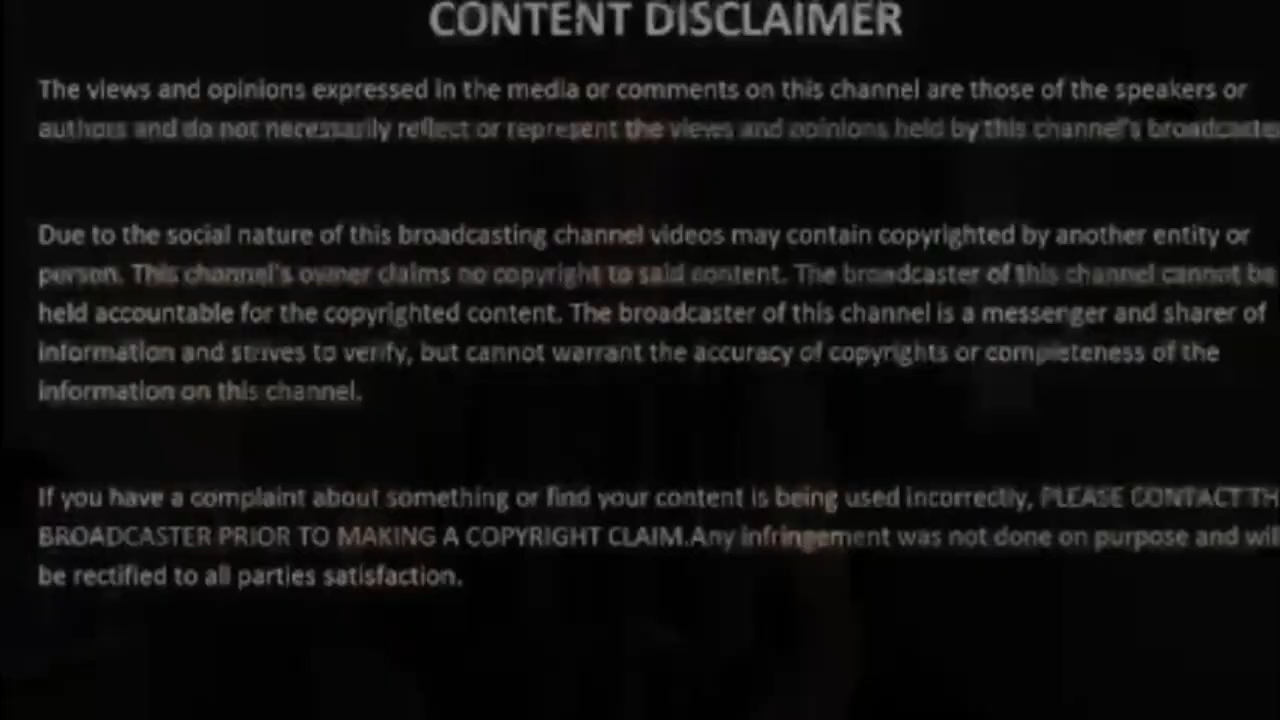 CONTENT DISCLAIMER
The views and opinions expressed in the media or comments on this channel are those of the speakers or
authors and do not necessarily reflect or represent the views and opinions held by this channel's
Due to the social nature of this broadcasting channel videos may contain copyrighted by another entity or
person. This channel's owner claims no copyright to said content. The broadcaster of this channel cannot be
held accountable for the copyrighted content. The broadcaster of this channel is a messenger and sharer of
information and strives to verify, but cannot warrant the accuracy of copyrights or completeness of the
information on this channel.
If you have a complaint about something or find your content is being used incorrectly, PLEASE CONTACT
BROADCASTER PRIOR TO MAKING A COPYRIGHT CLAIM.Any infringement was not done on purpose and will
be rectified to all parties satisfaction.